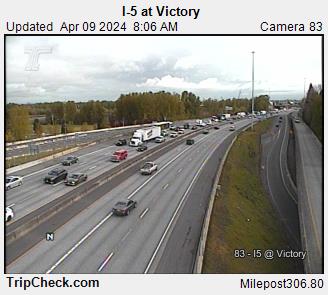 I-5 at Victory
Updated Apr 09 2024 8:06 AM Camera 83
N
83 - I5 @ Victory
TripCheck.com Milepost306.80